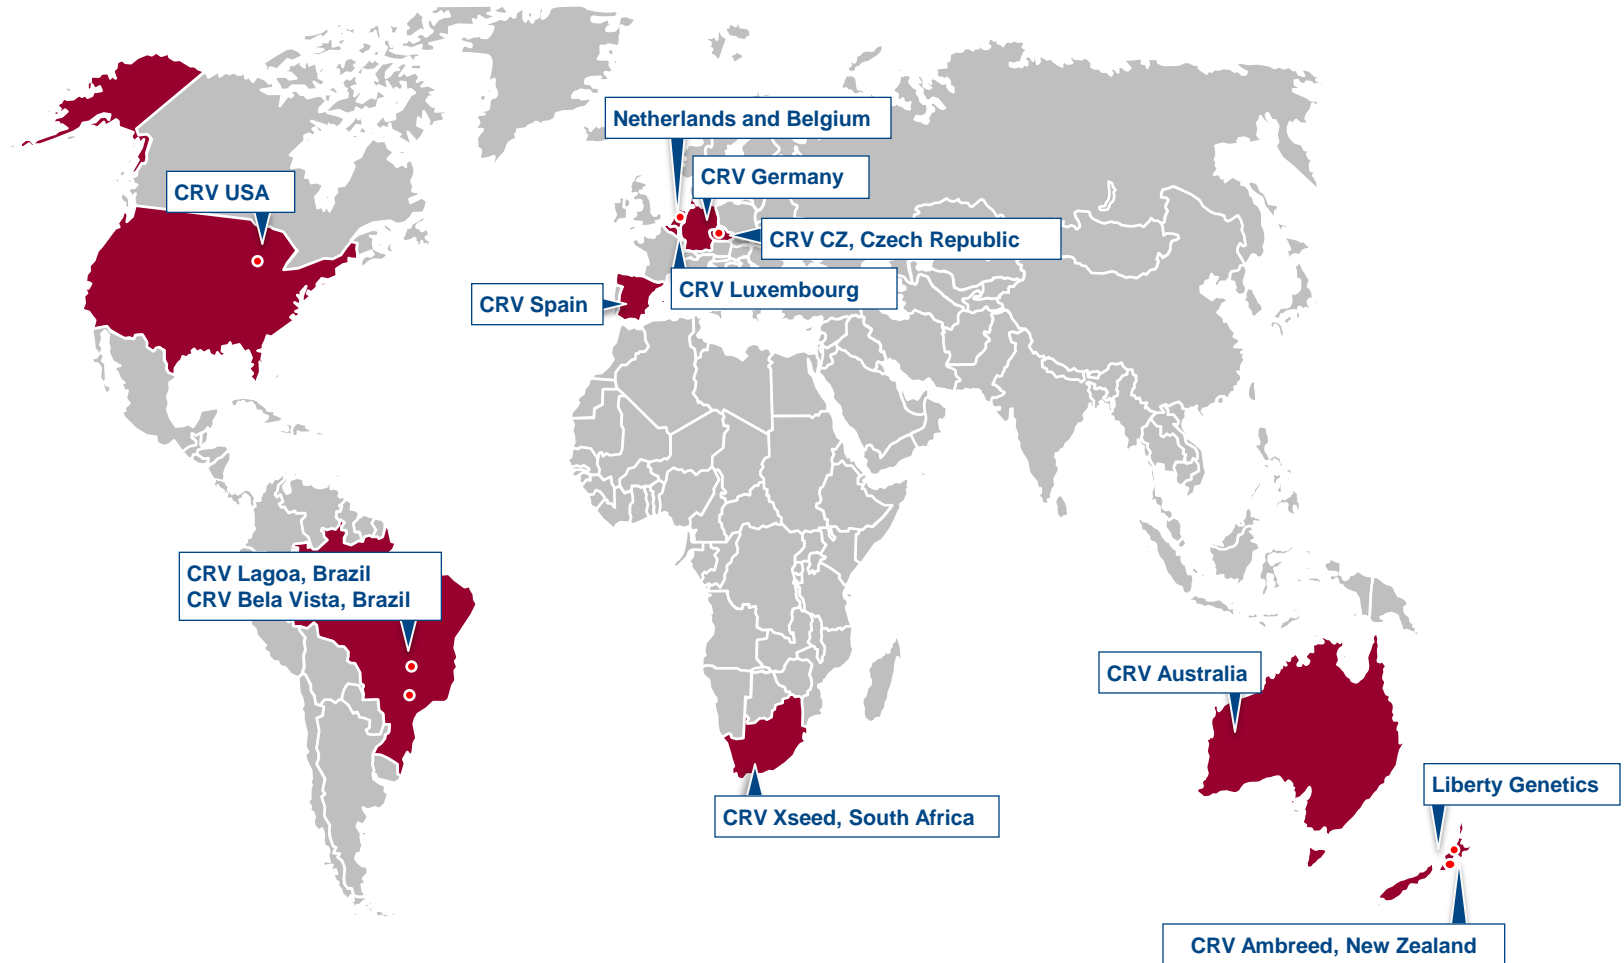 Netherlands and Belgium
CRV Germany
CRV USA
CRV CZ, Czech Republic
CRV Luxembourg
CRV Spain
CRV Lagoa, Brazil
CRV Bela Vista, Brazil
CRV Australia
Liberty Genetics
CRV Xseed, South Africa
CRV Ambreed, New Zealand